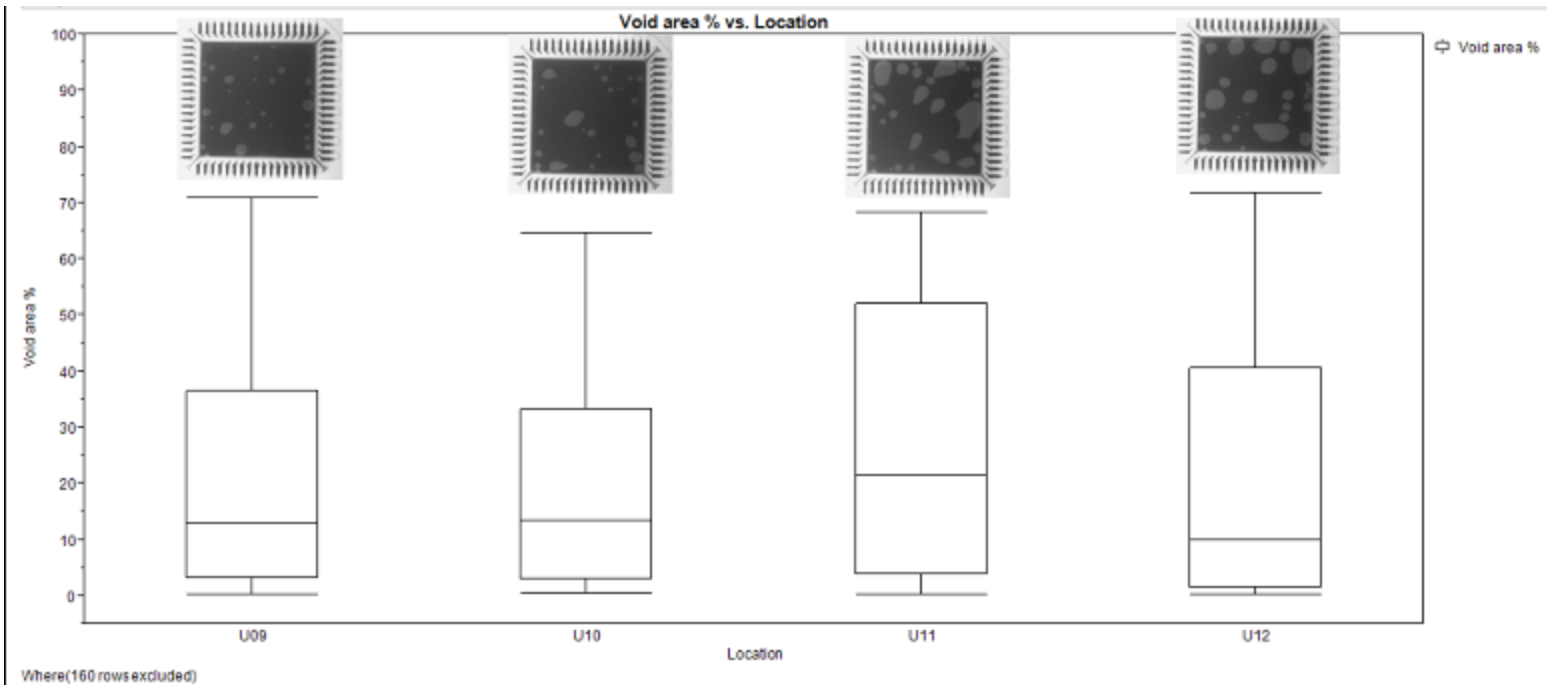 Void area % vs. Location
100
90
80
70
60
50
40
30
20
10
0
Void area %
Void area %
U09 U10 U11 U12
Location
Where(160 rows excluded)